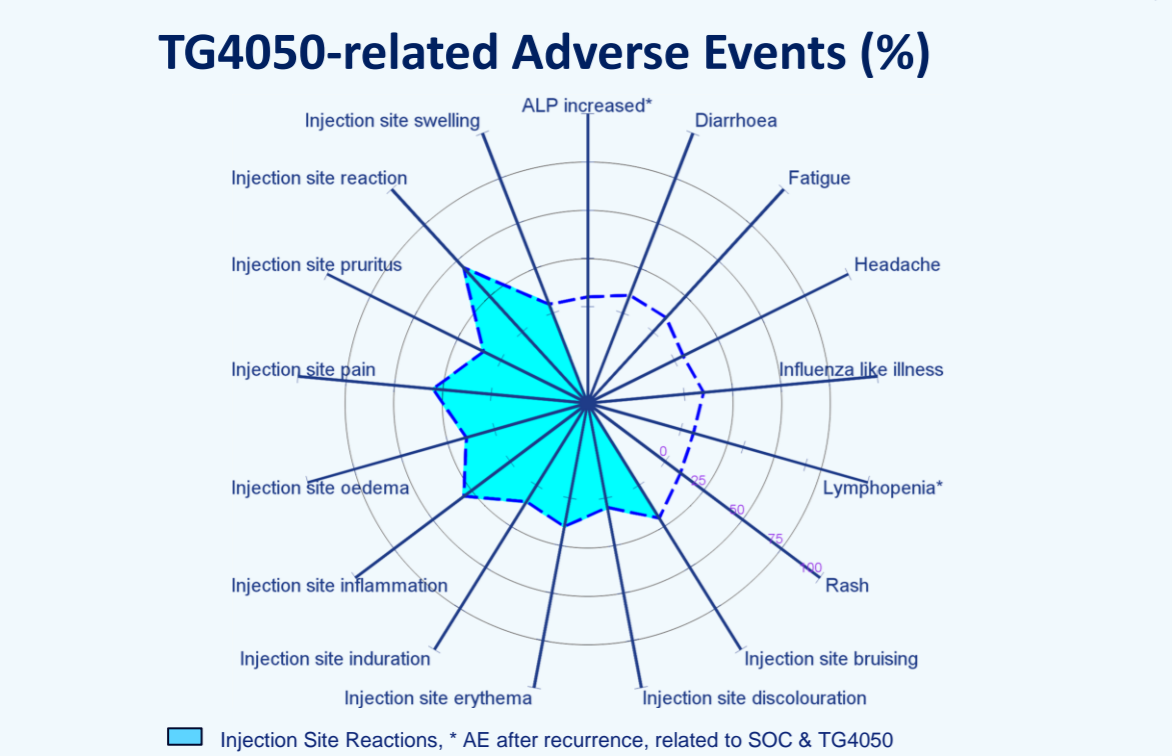 TG4050-related Adverse Events (%)
ALP increased*
Injection site swelling
Diarrhoea
Injection site reaction
Fatigue
Injection site pruritus
Headache
Injection site pain
Influenza like illness
0
25
Injection site oedema
Lymphopenia*
50
75
100
Injection site inflammation
Rash
Injection site induration
Injection site bruising
Injection site erythema
Injection site discolouration
Injection Site Reactions, * AE after recurrence, related to SOC & TG4050